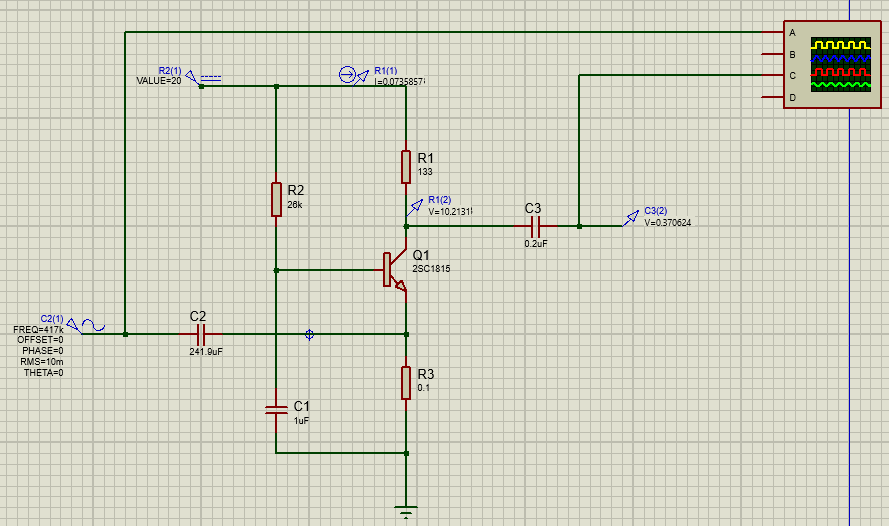 A
B
C
D
R2(1)
VALUE=20
R1(1)
I=0.0735857
R1
133
R2
26k
R1(2)
V=10.2131
C3
0.2uF
C3(2)
V=0.370624
Q1
2SC1815
C2(1)
FREQ=417k
OFFSET=0
PHASE=0
RMS=10m
THETA=0
C2
241.9uF
R3
0.1
C1
1uF